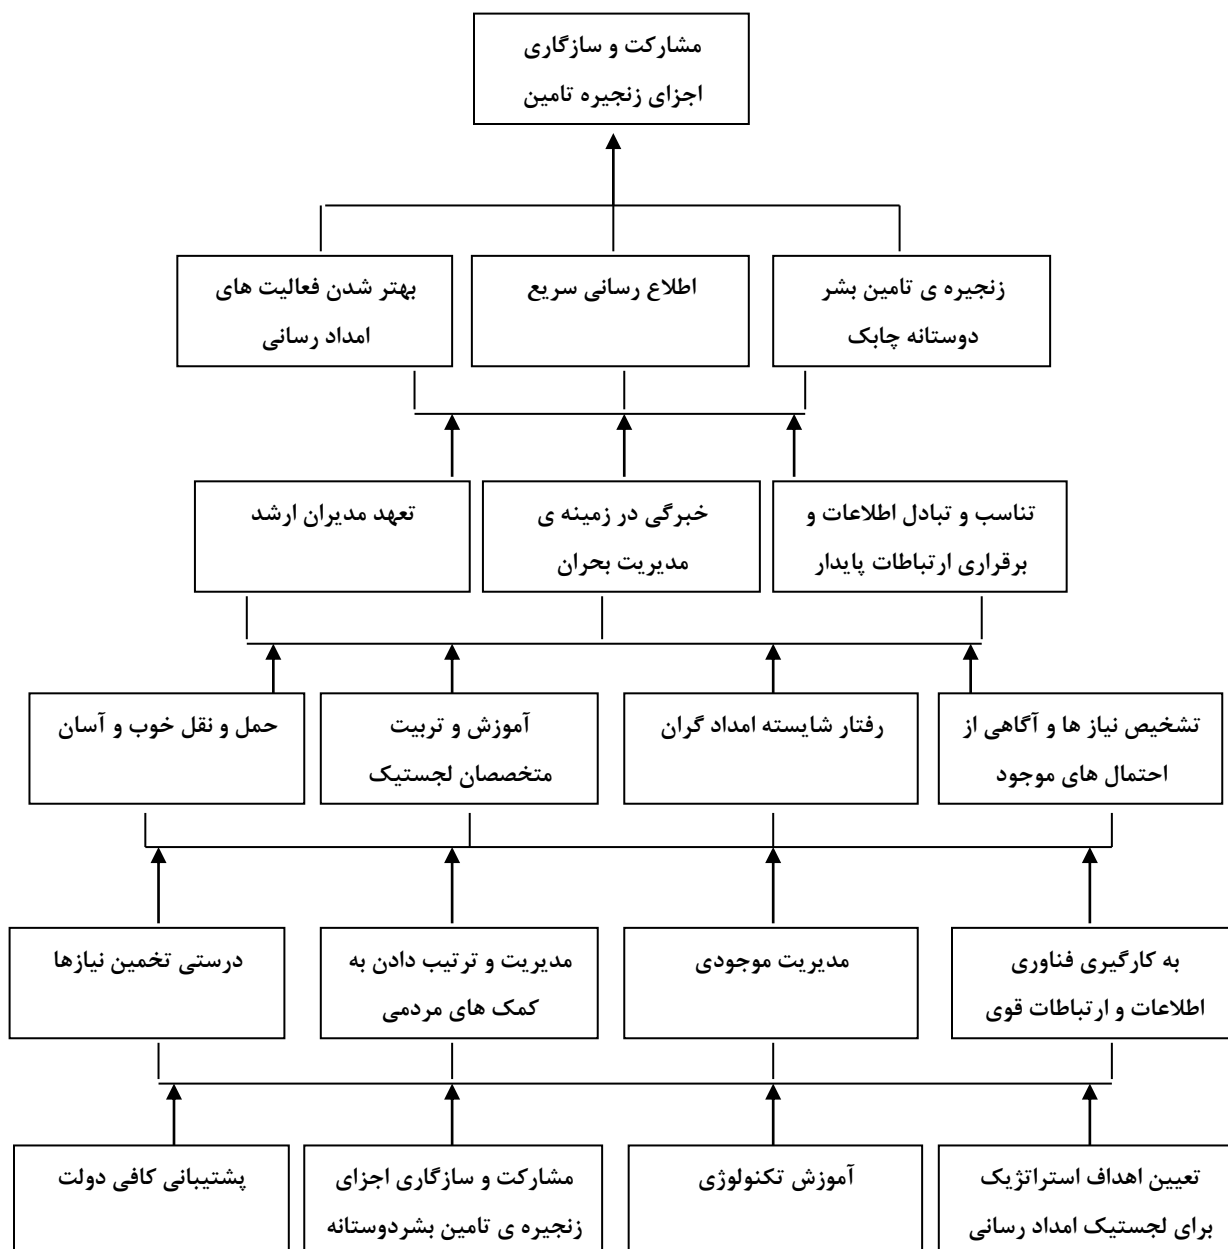 مشارکت و سازگاری
اجزای زنجیره تامین
زنجیره ی تامین بشر
دوستانه چابک
اطلاع رسانی سریع
بهتر شدن فعالیت های
امداد رسانی
تناسب و تبادل اطلاعات و
برقراری ارتباطات پایدار
خبرگی در زمینه ی
مدیریت بحران
تعهد مدیران ارشد
تشخیص نیاز ها و آگاهی از
احتمال های موجود
رفتار شایسته امداد گران
آموزش و تربیت
متخصصان لجستیک
حمل و نقل خوب و آسان
به کارگیری فناوری
اطلاعات و ارتباطات قوی
مدیریت موجودی
مدیریت و ترتیب دادن به
کمک های مردمی
درستی تخمین نیازها
تعیین اهداف استراتژیک
برای لجستیک امداد رسانی
آموزش تکنولوژی
مشارکت و سازگاری اجزای
زنجیره ی تامین بشردوستانه
پشتیبانی کافی دولت